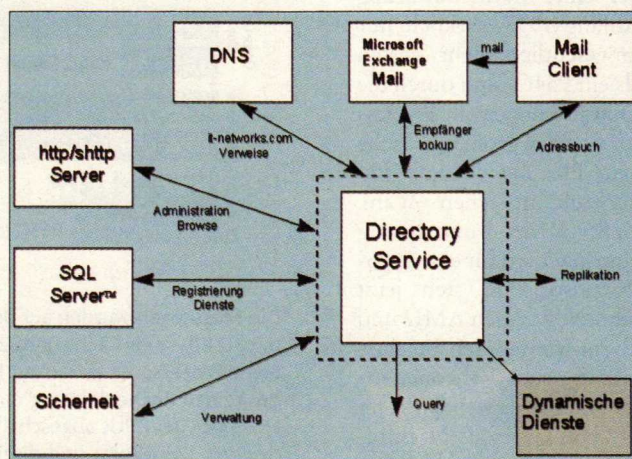 DNS
Microsoft
Exchange
Mail
mail
Mail
Client
it-networks.com
Verweise
Empfänger
lookup
Adressbuch
http/shttp
Server
Administration
Browse
Directory
Service
SQL
Server™
Registrierung
Dienste
Replikation
Sicherheit
Verwaltung
Query
Dynamische
Dienste